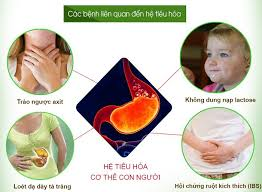 Các bệnh liên quan đến hệ tiêu hóa
Trào ngược axit
Không dung nạp lactose
HỆ TIÊU HÓA
CƠ THỂ CON NGƯỜI
Loét dạ dày tá tràng
Hội chứng ruột kích thích (IBS)